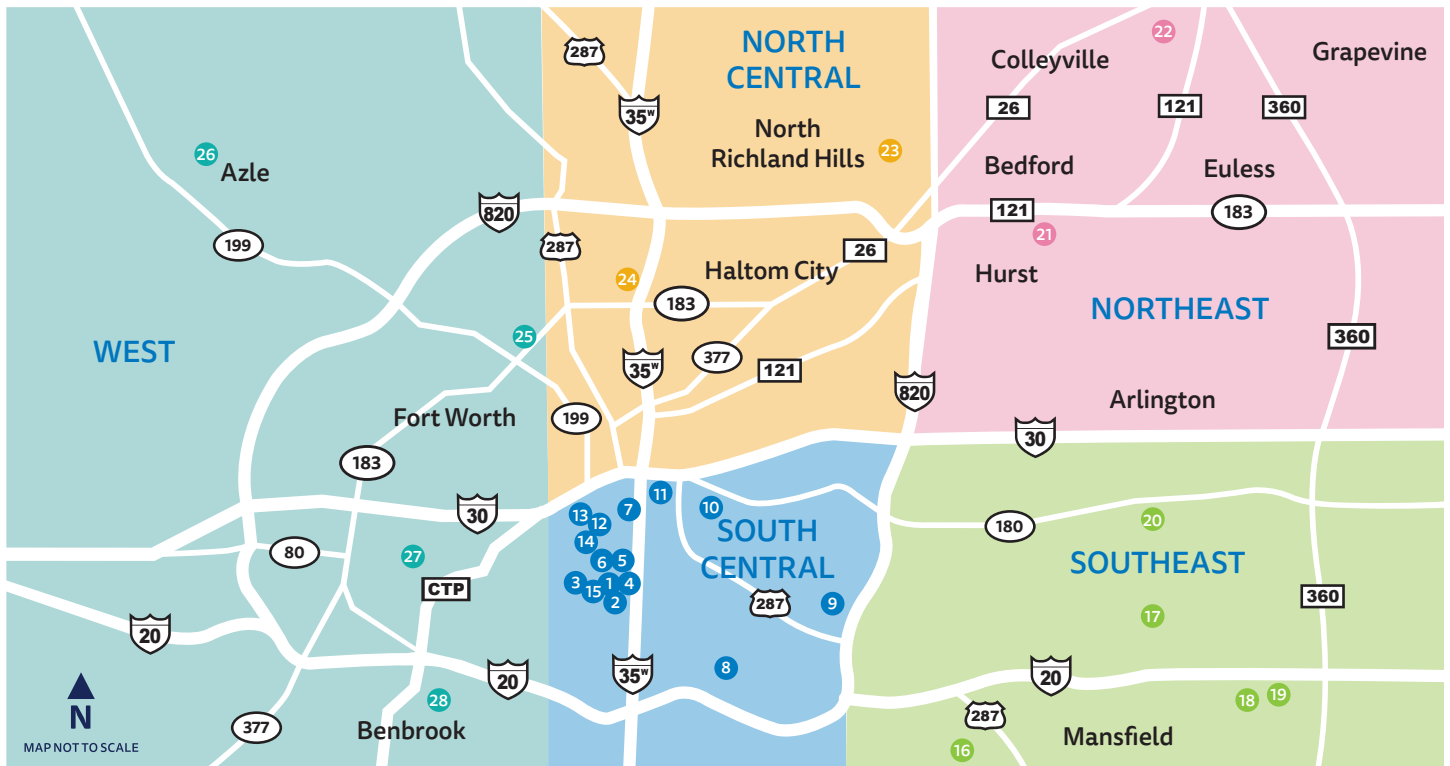 NORTH
CENTRAL
287
35W
North
Richland Hills
23
22
Colleyville
Grapevine
26
121
360
Bedford
Euless
121
183
21
Hurst
NORTHEAST
360
Arlington
26
Azle
820
199
287
26
Haltom City
24
183
25
377
35W
121
820
WEST
199
Fort Worth
183
30
30
80
27
CTP
20
20
28
Benbrook
377
N
MAP NOT TO SCALE
11
13
12
7
10
14
SOUTH
CENTRAL
6
5
3
15
1
4
2
287
9
8
35W
180
20
SOUTHEAST
17
360
20
18
19
287
Mansfield
16